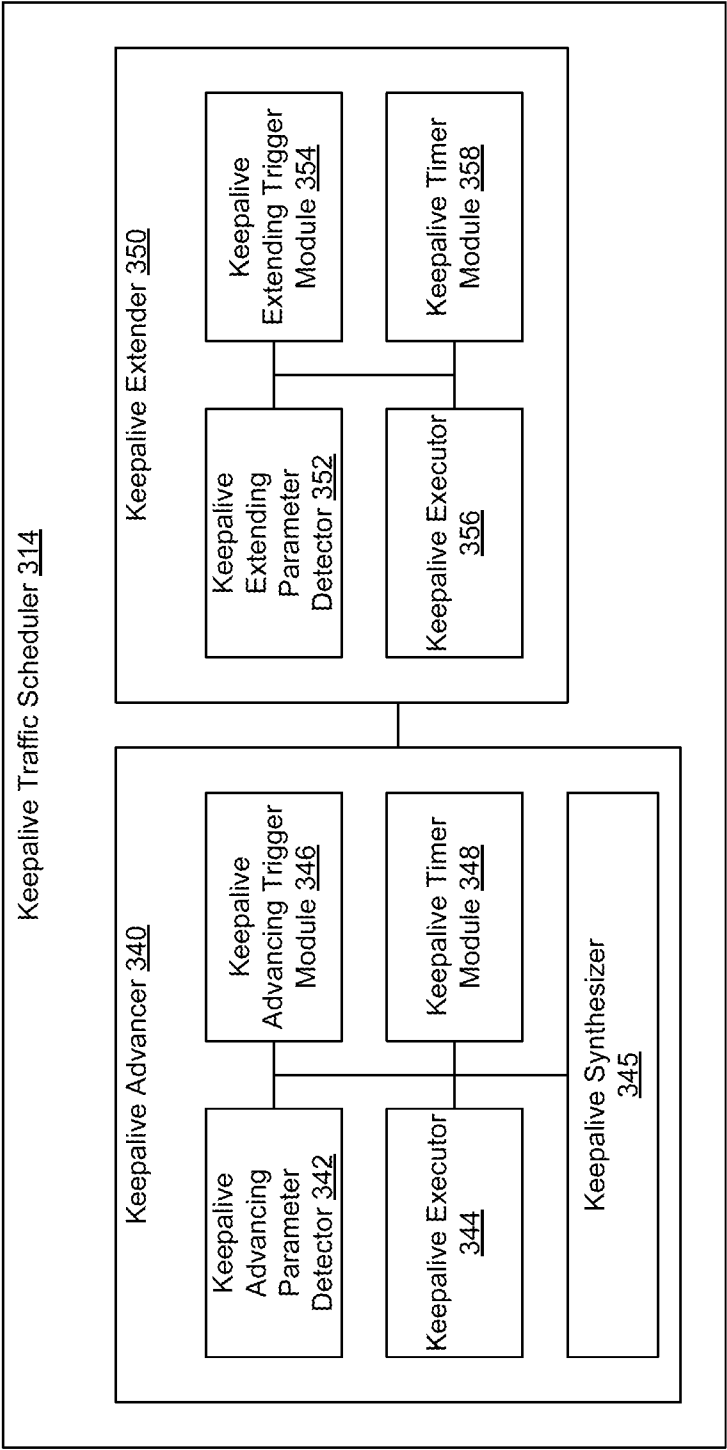 Keepalive Traffic Scheduler 314
Keepalive Advancer 340
Keepalive
Advancing
Parameter
Detector 342
Keepalive
Advancing Trigger
Module 346
Keepalive Executor
344
Keepalive Timer
Module 348
Keepalive Synthesizer
345
Keepalive Extender 350
Keepalive
Extending
Parameter
Detector 352
Keepalive
Extending Trigger
Module 354
Keepalive Executor
356
Keepalive Timer
Module 358